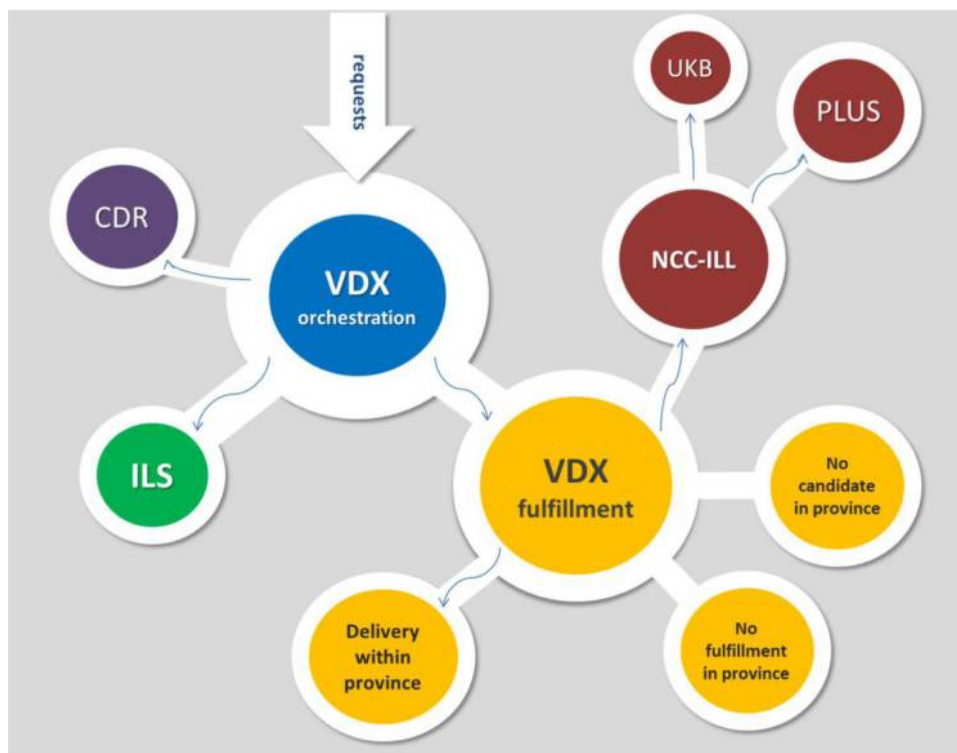 requests
UKB
PLUS
CDR
VDX
orchestration
NCC-ILL
ILS
VDX
fulfillment
No
candidate
in province
Delivery
within
province
No
fulfillment
in province